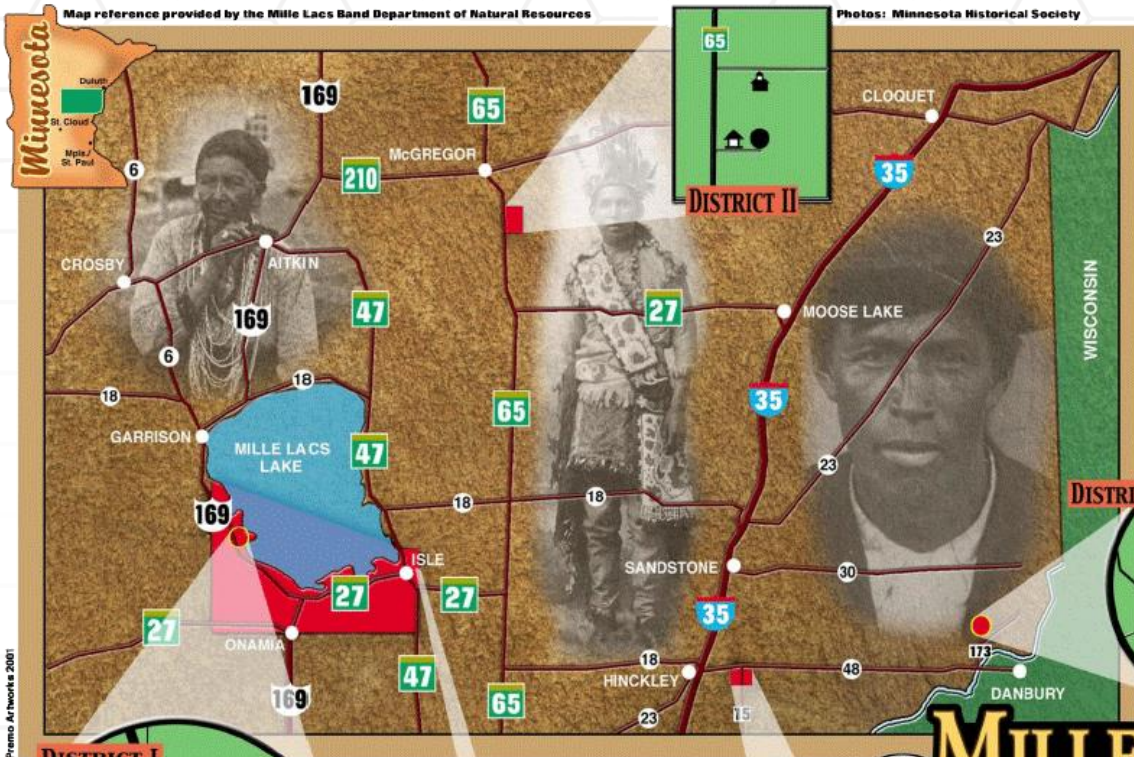 Map reference provided by the Mille Lacs Band Department of Natural Resources
Photos: Minnesota Historical Society
Minnesota
Duluth
St. Cloud
Mpls./
St. Paul
65
DISTRICT II
169
65
CLOQUET
McGREGOR
6
210
35
23
CROSBY
AITKIN
169
47
27
MOOSE LAKE
WISCONSIN
6
18
18
65
35
GARRISON
MILLE LACS
LAKE
47
23
169
18
18
DISTRI
ISLE
SANDSTONE
30
27
27
35
27
ONAMIA
173
18
48
47
HINCKLEY
169
65
15
DANBURY
23
Premo Artworks 2001
DISTRICT I
MILLE